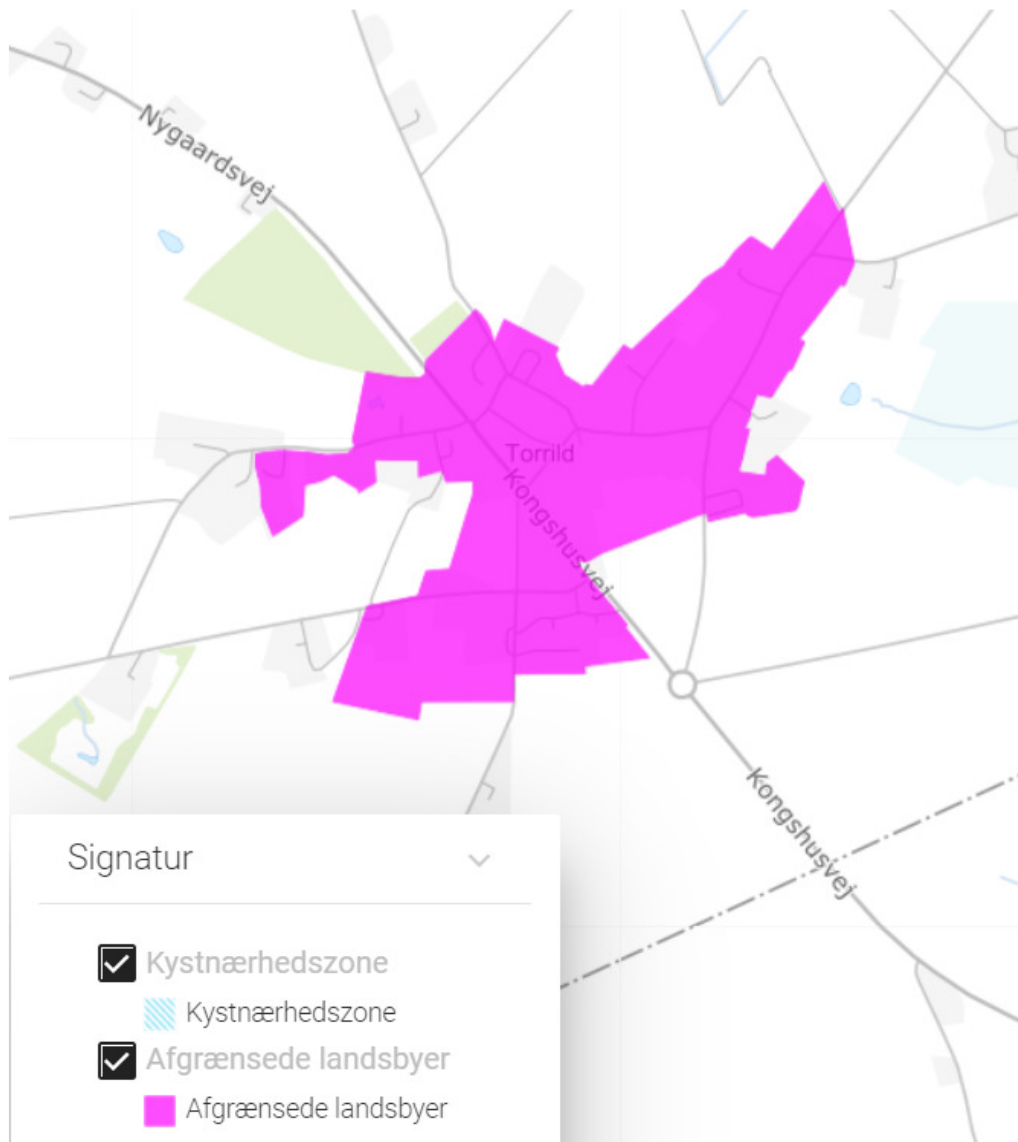 Nygaardsvej
Torrild
Kongshusvej
Kongshusvej
Signatur
Kystnærhedszone
Kystnærhedszone
Afgrænsede landsbyer
Afgrænsede landsbyer